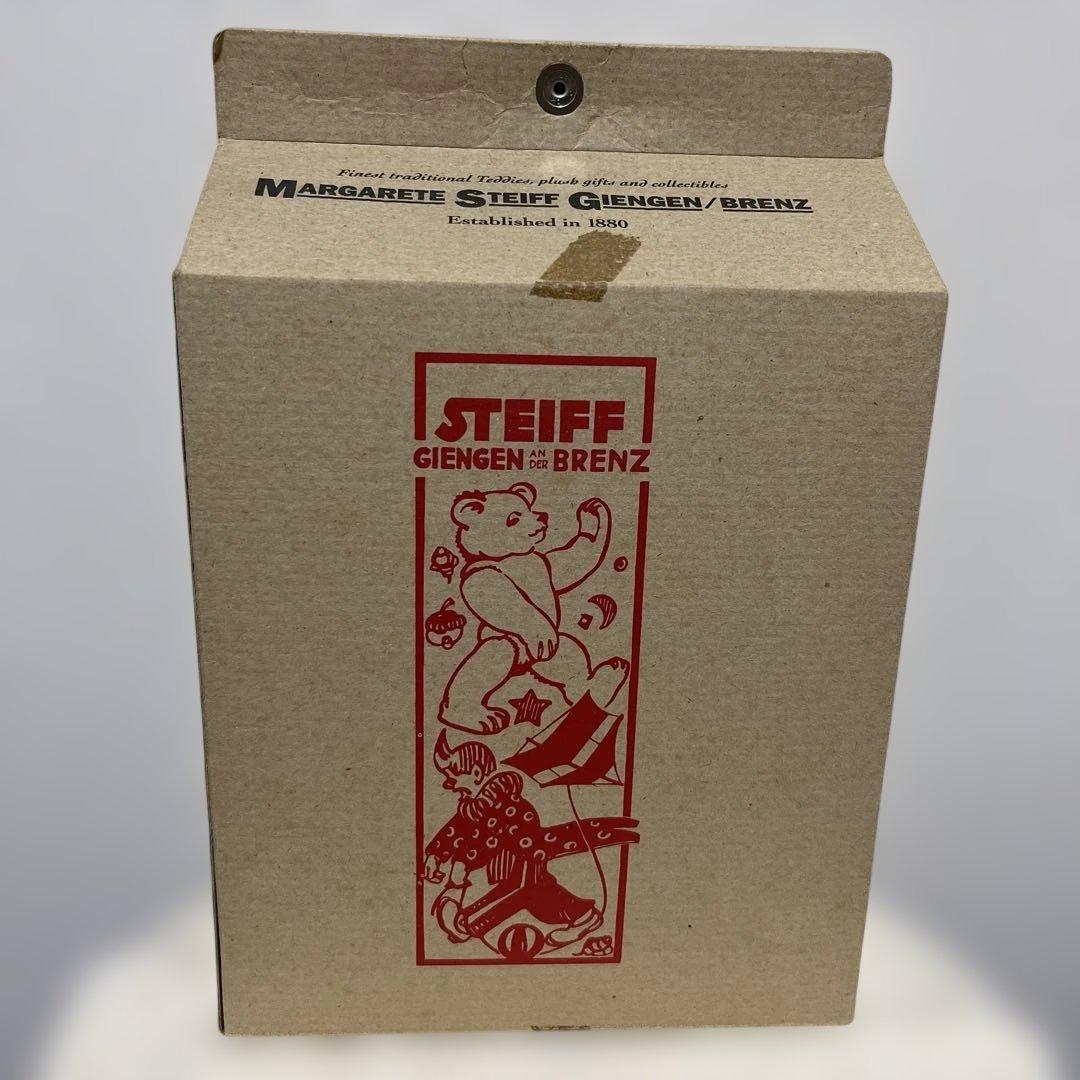 Finest traditional Teddies, plush gifts and collectibles
MARGARETE STEIFF GIENGEN/BRENZ
Established in 1880
STEIFF
GIENGEN AN DER BRENZ